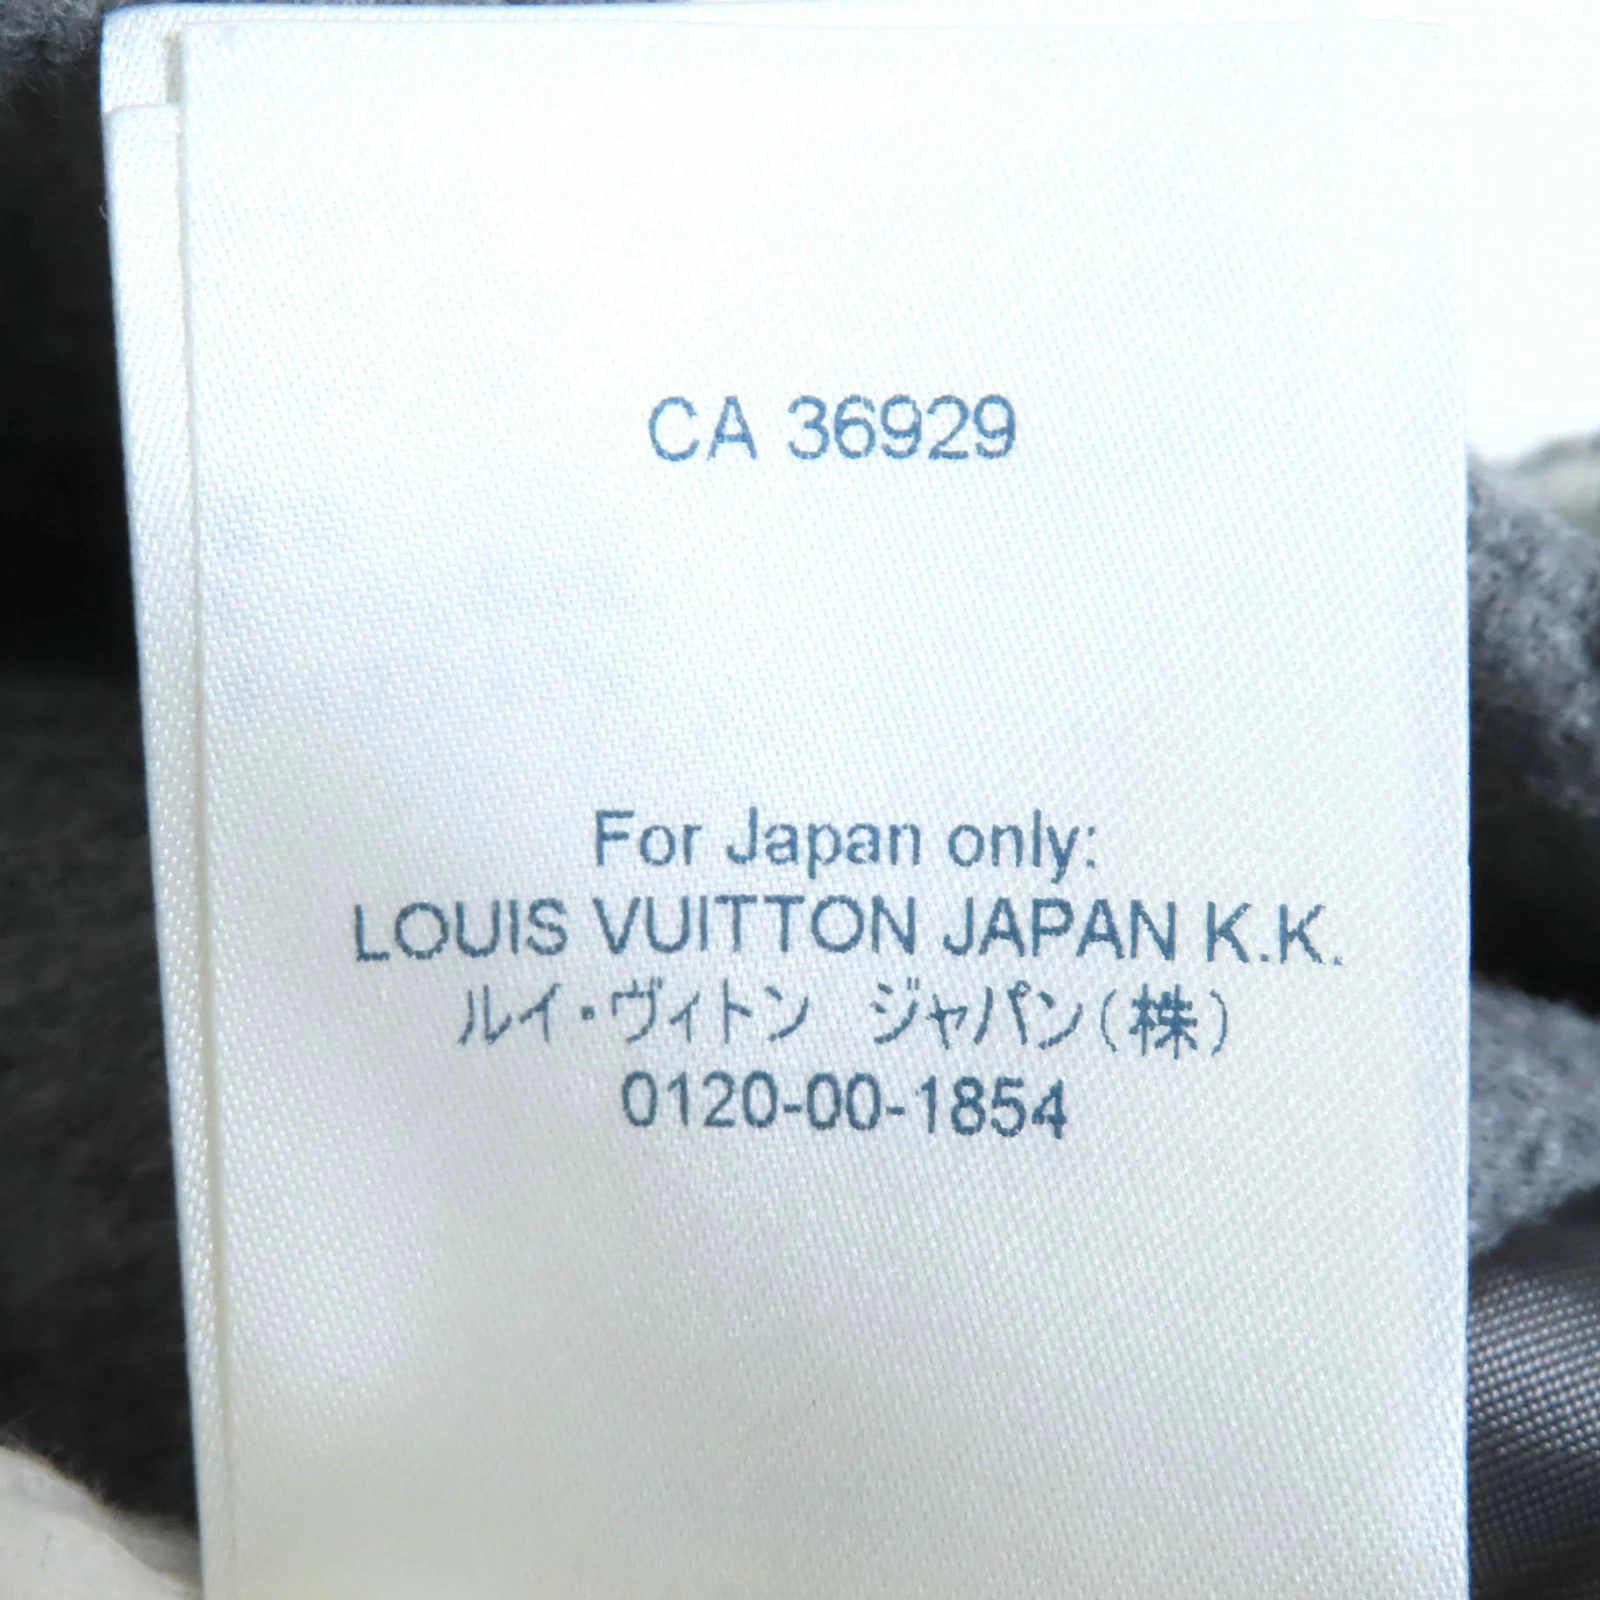 CA 36929
For Japan only:
LOUIS VUITTON JAPAN K.K.
ルイ・ヴィトン　ジャパン(株)
0120-00-1854